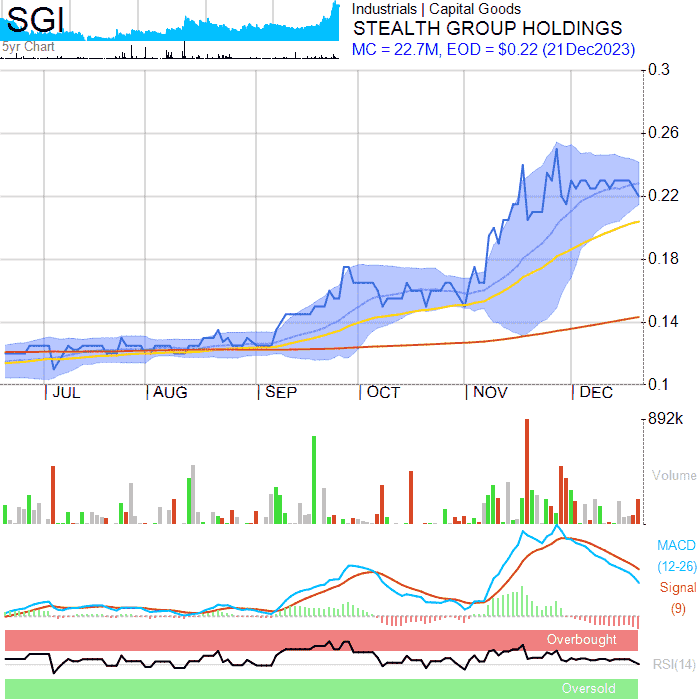 SGI
5yr Chart
Industrials | Capital Goods
STEALTH GROUP HOLDINGS
MC = 22.7M, EOD = $0.22 (21Dec2023)
0.3
0.26
0.22
0.18
0.14
0.1
JUL AUG SEP OCT NOV DEC
892k
Volume
MACD
(12-26)
Signal
(9)
Overbought
RSI(14)
Oversold